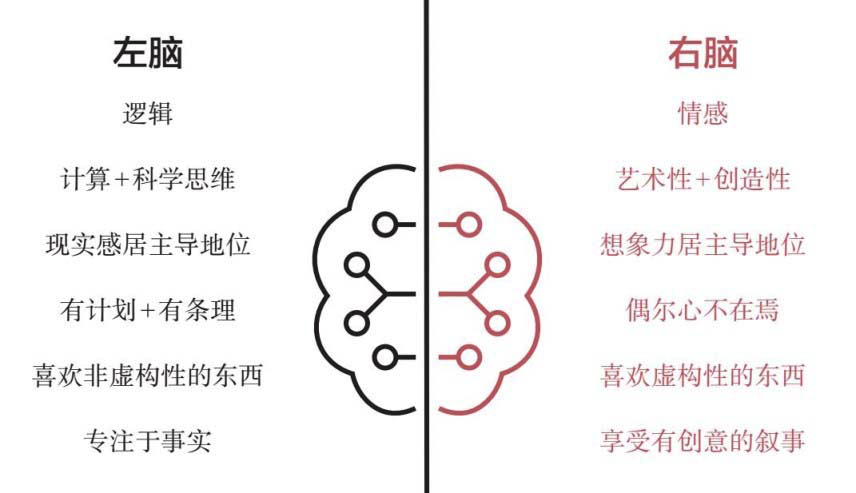 左脑
逻辑
计算+科学思维
现实感居主导地位
有计划+有条理
喜欢非虚构性的东西
专注于事实
右脑
情感
艺术性+创造性
想象力居主导地位
偶尔心不在焉
喜欢虚构性的东西
享受有创意的叙事